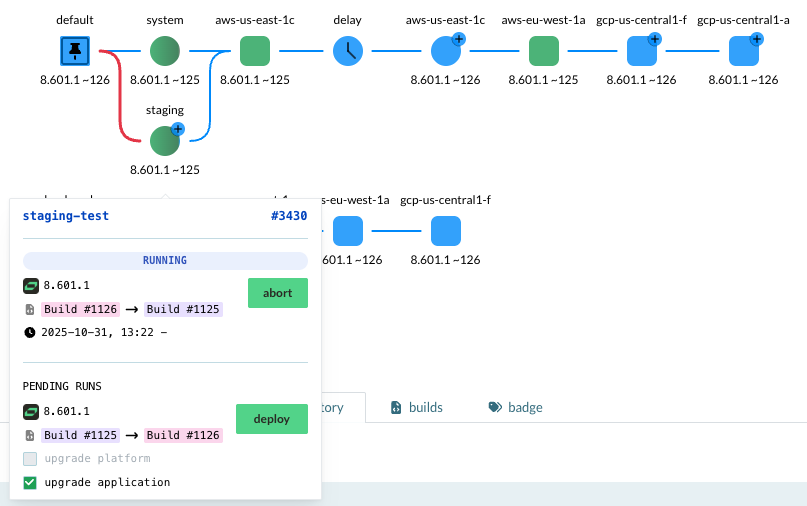 default system aws-us-east-1c delay aws-us-east-1c aws-eu-west-1a gcp-us-central1-f gcp-us-central1-a
8.601.1 ~126 8.601.1 ~125 8.601.1 ~125 8.601.1 ~126 8.601.1 ~125 8.601.1 ~126 8.601.1 ~126
staging
8.601.1 ~125
s-eu-west-1a gcp-us-central1-f
601.1 ~126 8.601.1 ~126
staging-test #3430
RUNNING
8.601.1
abort
Build #1126 → Build #1125
2025-10-31, 13:22 –
PENDING RUNS
8.601.1
deploy
Build #1125 → Build #1126
upgrade platform
upgrade application
tory builds badge